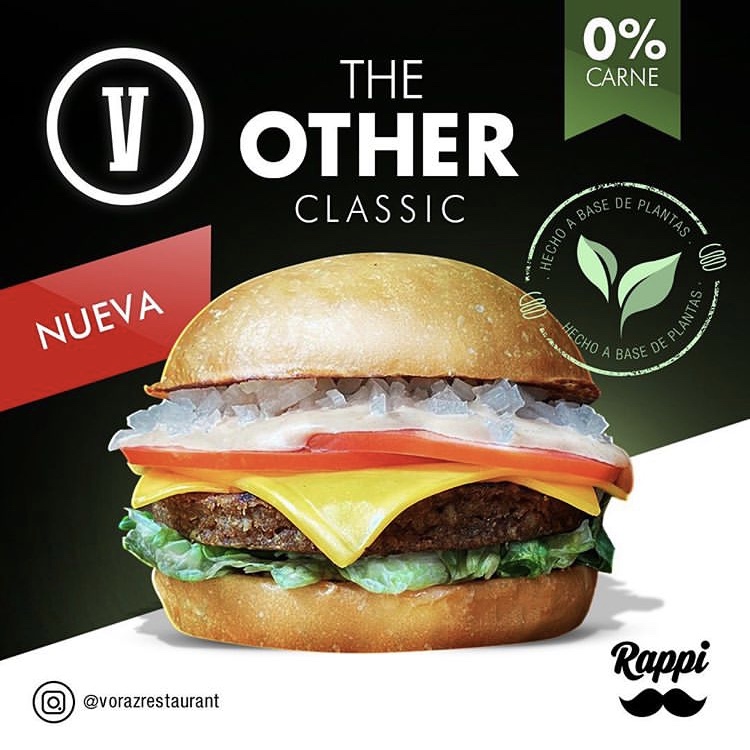 V
THE
OTHER
CLASSIC
0%
CARNE
NUEVA
· HECHO A BASE DE PLANTAS ·
HECHO A BASE DE PLANTAS ·
@vorazrestaurant
Rappi